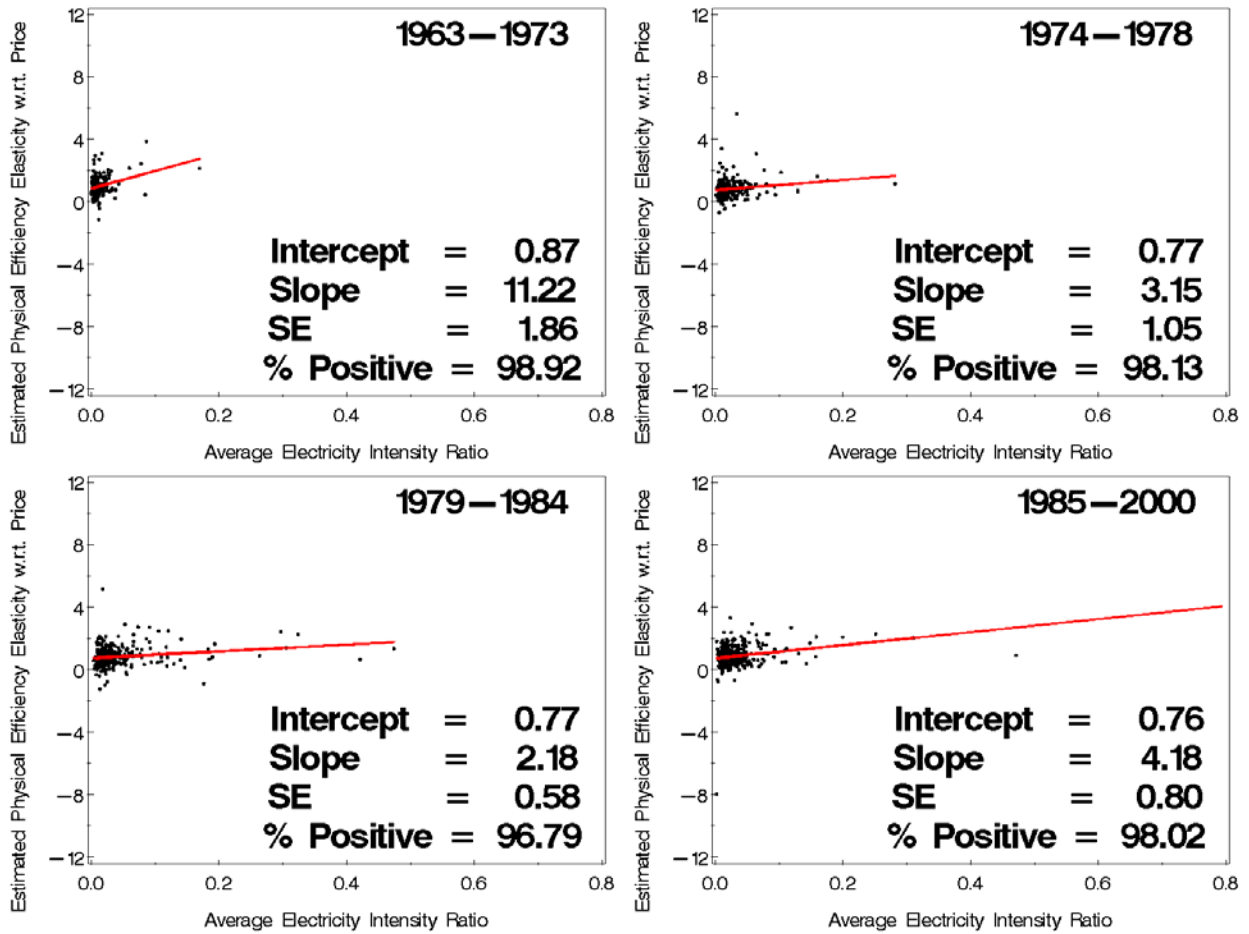 Estimated Physical Efficiency Elasticity w.r.t. Price
12
8
4
0
−4
−8
−12
1963−1973
Intercept = 0.87
Slope = 11.22
SE = 1.86
% Positive = 98.92
0.0 0.2 0.4 0.6 0.8
Average Electricity Intensity Ratio
Estimated Physical Efficiency Elasticity w.r.t. Price
12
8
4
0
−4
−8
−12
1974−1978
Intercept = 0.77
Slope = 3.15
SE = 1.05
% Positive = 98.13
0.0 0.2 0.4 0.6 0.8
Average Electricity Intensity Ratio
Estimated Physical Efficiency Elasticity w.r.t. Price
12
8
4
0
−4
−8
−12
1979−1984
Intercept = 0.77
Slope = 2.18
SE = 0.58
% Positive = 96.79
0.0 0.2 0.4 0.6 0.8
Average Electricity Intensity Ratio
Estimated Physical Efficiency Elasticity w.r.t. Price
12
8
4
0
−4
−8
−12
1985−2000
Intercept = 0.76
Slope = 4.18
SE = 0.80
% Positive = 98.02
0.0 0.2 0.4 0.6 0.8
Average Electricity Intensity Ratio